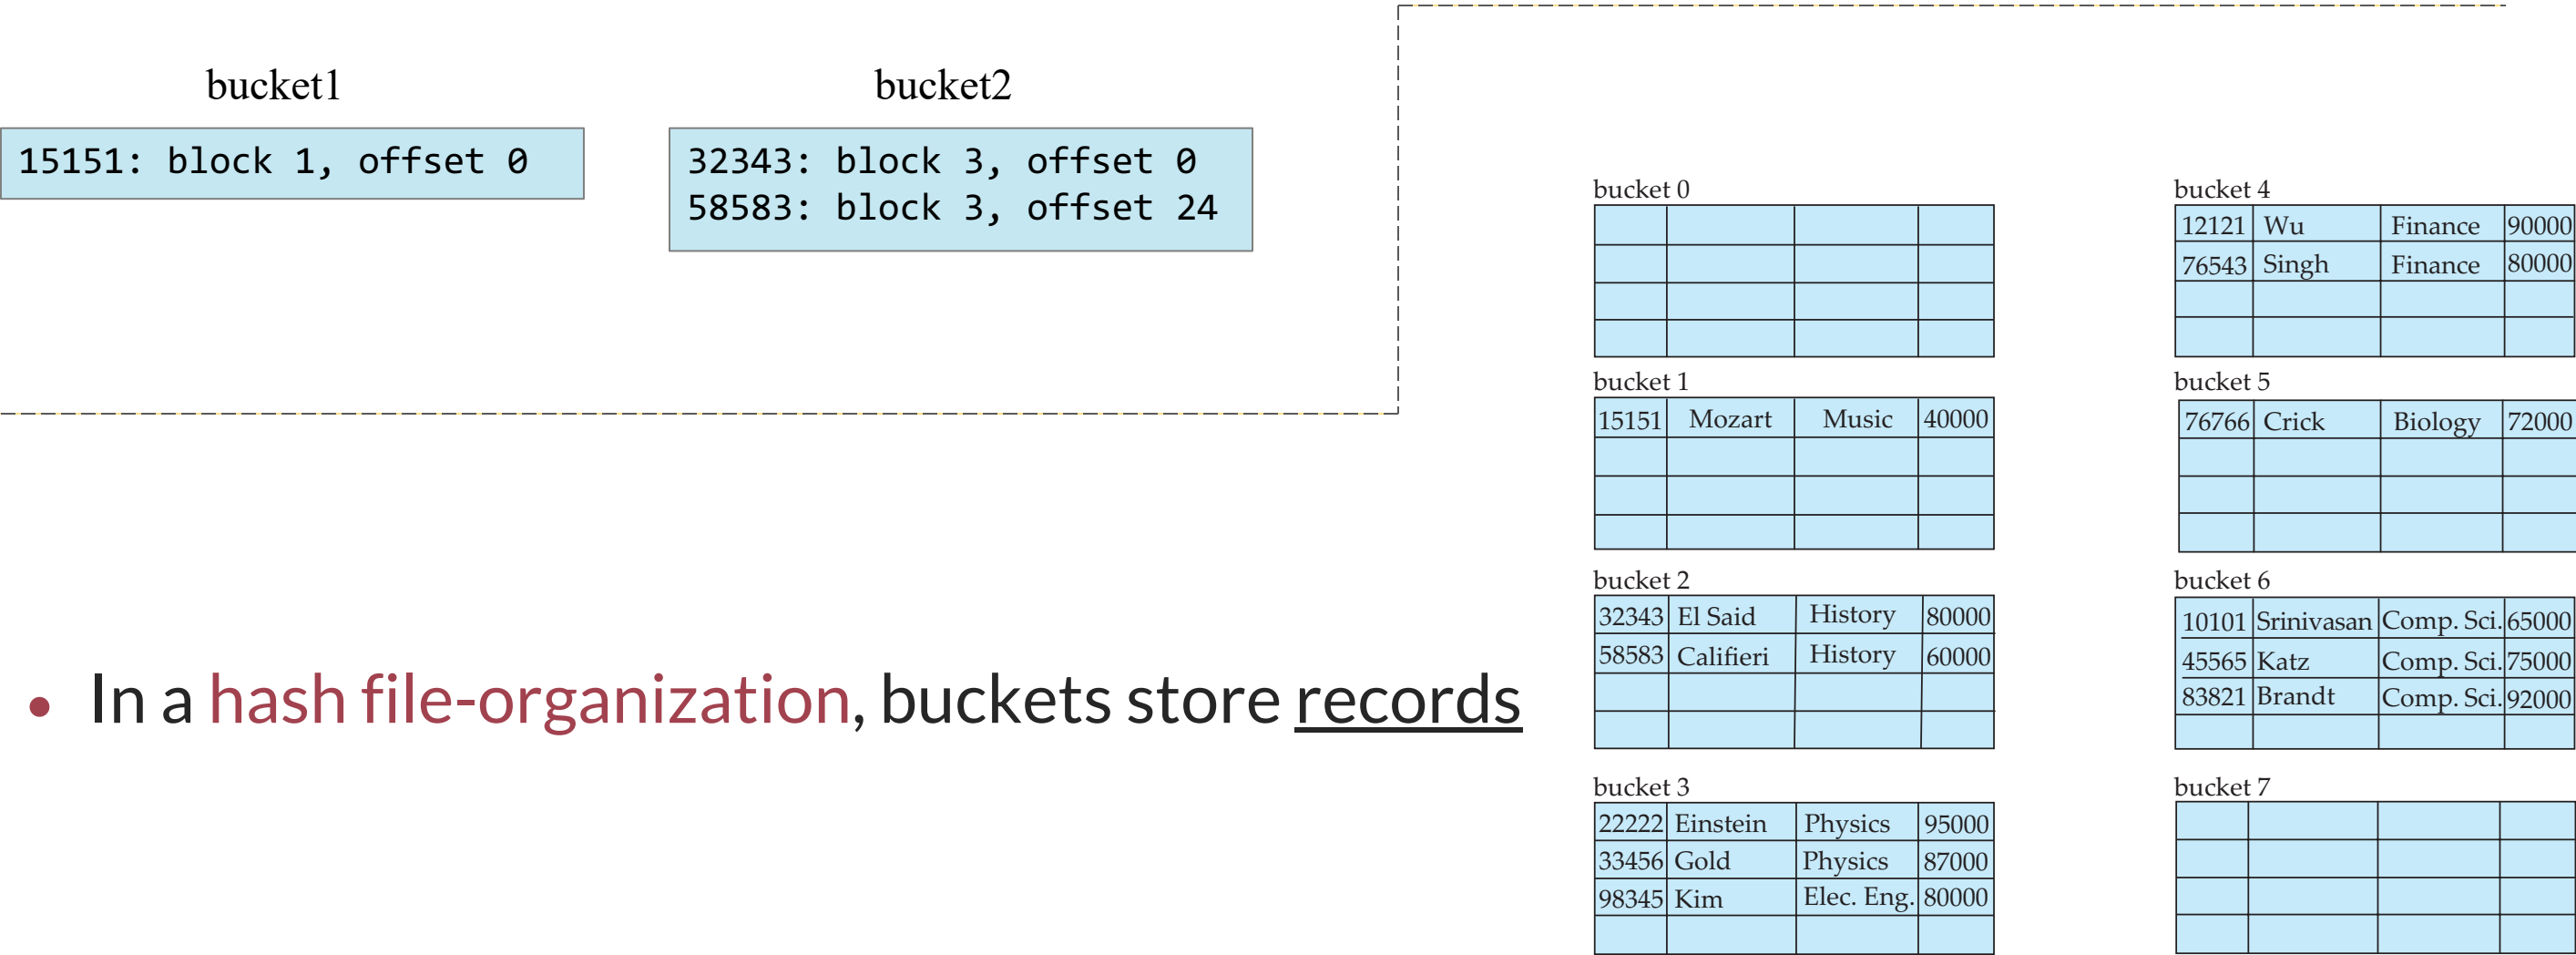 bucket1
15151: block 1, offset 0
bucket2
32343: block 3, offset 0
58583: block 3, offset 24
• In a hash file-organization, buckets store records
bucket 0
bucket 1
15151 Mozart Music 40000
bucket 2
32343 El Said History 80000
58583 Califieri History 60000
bucket 3
22222 Einstein Physics 95000
33456 Gold Physics 87000
98345 Kim Elec. Eng. 80000
bucket 4
12121 Wu Finance 90000
76543 Singh Finance 80000
bucket 5
76766 Crick Biology 72000
bucket 6
10101 Srinivasan Comp. Sci. 65000
45565 Katz Comp. Sci. 75000
83821 Brandt Comp. Sci. 92000
bucket 7